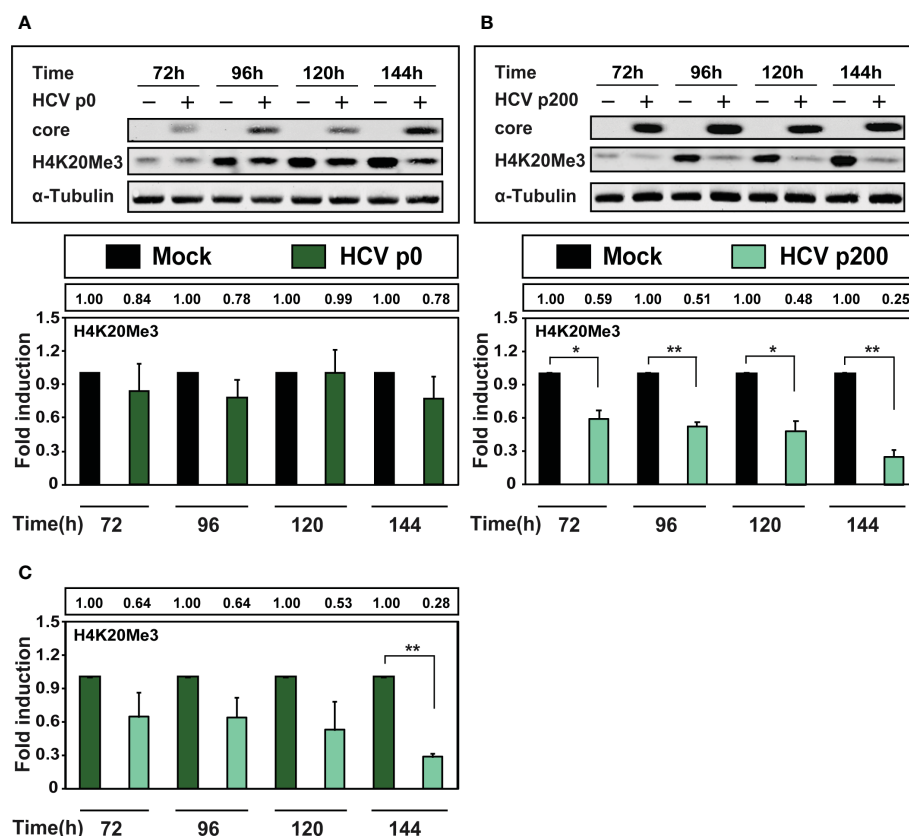 A
Time 72h 96h 120h 144h
HCV p0 − + − + − + − +
core
H4K20Me3
α-Tubulin
Mock HCV p0
1.00 0.84 1.00 0.78 1.00 0.99 1.00 0.78
H4K20Me3
Fold induction
1.5
1.2
0.9
0.6
0.3
0
Time(h) 72 96 120 144
B
Time 72h 96h 120h 144h
HCV p200 − + − + − + − +
core
H4K20Me3
α-Tubulin
Mock HCV p200
1.00 0.59 1.00 0.51 1.00 0.48 1.00 0.25
H4K20Me3
* ** * **
Fold induction
1.5
1.2
0.9
0.6
0.3
0
Time(h) 72 96 120 144
C
1.00 0.64 1.00 0.64 1.00 0.53 1.00 0.28
H4K20Me3
**
Fold induction
1.5
1.2
0.9
0.6
0.3
0
Time(h) 72 96 120 144